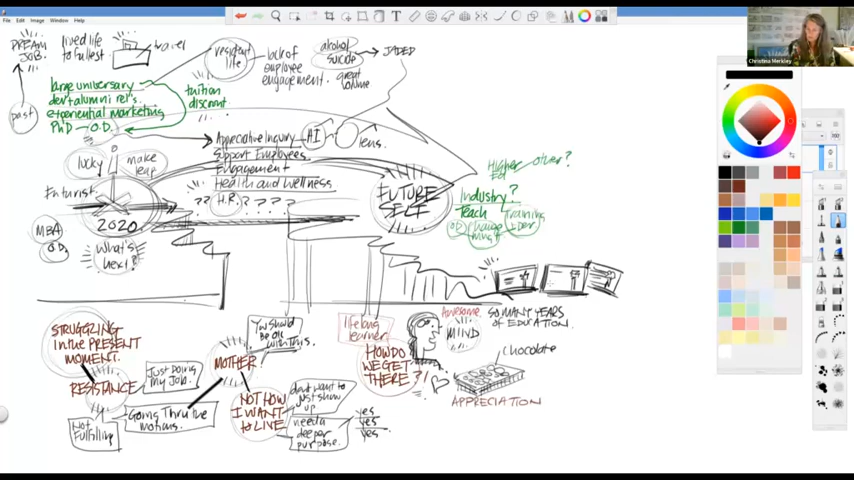 File Edit Image Window Help
Christina Merkley
DREAM
JOB.
lived life
to fullest.
travel
past
large university
dev't alumni rel's.
experiential marketing
PhD - O.D.
tuition
discount
resident
life
lack of
employee
engagement.
alcohol
suicide
great
volume
JADED
Appreciative Inquiry
Support Employees
Engagement
Health and Wellness
?? H.R. ? ? ? ?
AI
lens.
lucky
make
leap
Futurist
2020
MBA
O.D.
What's
Next?
FUTURE
SELF
Higher
Ed
other?
Industry?
Teach
Training
O.D.
Change
mng't
STRUGGLING
in the PRESENT
MOMENT.
RESISTANCE
Not
Fulfilling
Just Doing
My Job.
Going Thru the
motions.
MOTHER?
You should
be ok
with this.
NOT HOW
I WANT
to LIVE
don't want to
just show
up
needa
deeper
purpose.
yes
yes
yes
life long
learner
HOW DO
WE GET
THERE?!
Awesome
MIND
SO MANY YEARS
OF EDUCATION.
chocolate
APPRECIATION